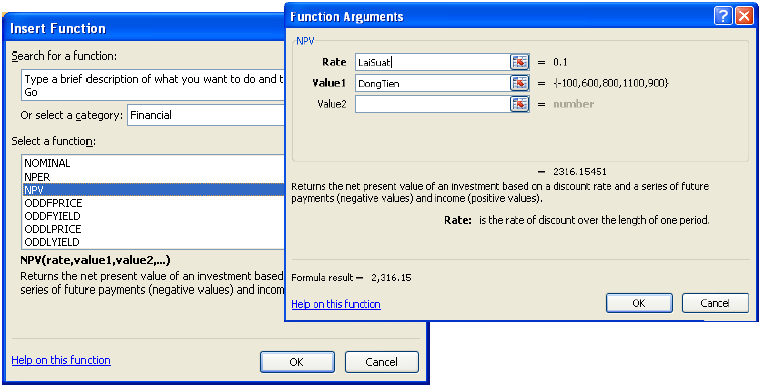 Insert Function
Search for a function:
Type a brief description of what you want to do and t
Go
Or select a category: Financial
Select a function:
NOMINAL
NPER
NPV
ODDFPRICE
ODDFYIELD
ODDLPRICE
ODDLYIELD
NPV(rate,value1,value2,...)
Returns the net present value of an investment based
series of future payments (negative values) and incom
Help on this function
OK Cancel
Function Arguments
NPV
Rate LaiSuat = 0.1
Value1 DongTien = {-100,600,800,1100,900}
Value2 = number
= 2316.15451
Returns the net present value of an investment based on a discount rate and a series of future
payments (negative values) and income (positive values).
Rate: is the rate of discount over the length of one period.
Formula result = 2,316.15
Help on this function
OK Cancel